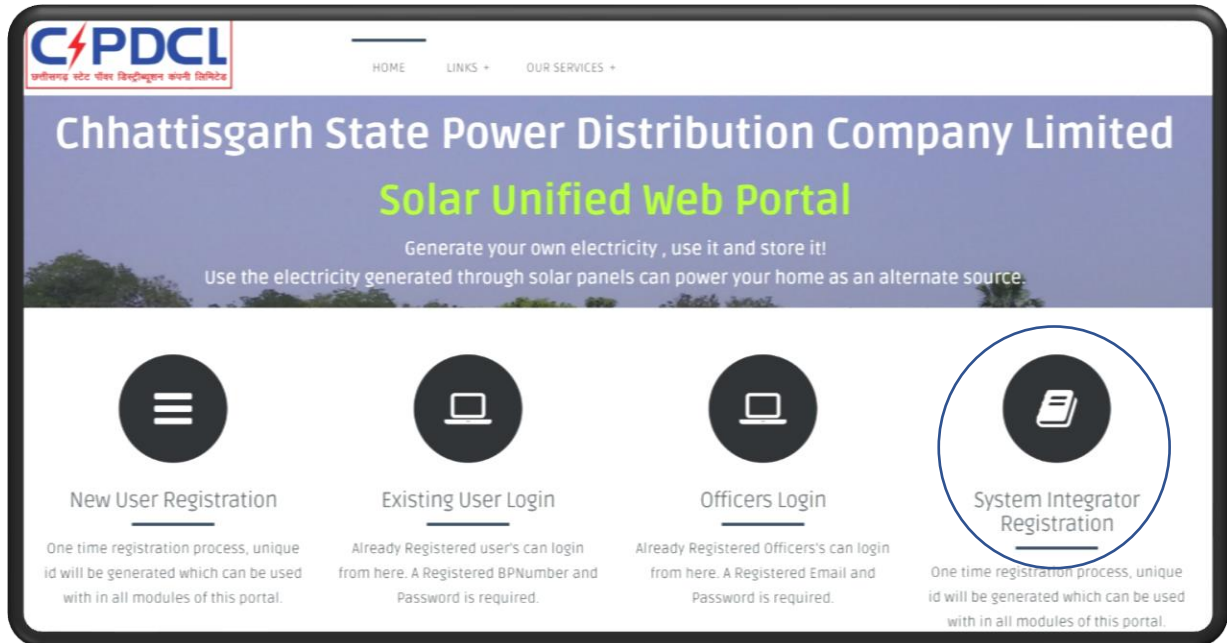 CSPDCL
छत्तीसगढ़ स्टेट पॉवर डिस्ट्रीब्यूशन कंपनी लिमिटेड
HOME LINKS + OUR SERVICES +
Chhattisgarh State Power Distribution Company Limited
Solar Unified Web Portal
Generate your own electricity , use it and store it!
Use the electricity generated through solar panels can power your home as an alternate source.
New User Registration
One time registration process, unique
id will be generated which can be used
with in all modules of this portal.
Existing User Login
Already Registered user's can login
from here. A Registered BPNumber and
Password is required.
Officers Login
Already Registered Officers's can login
from here. A Registered Email and
Password is required.
System Integrator
Registration
One time registration process, unique
id will be generated which can be used
with in all modules of this portal.